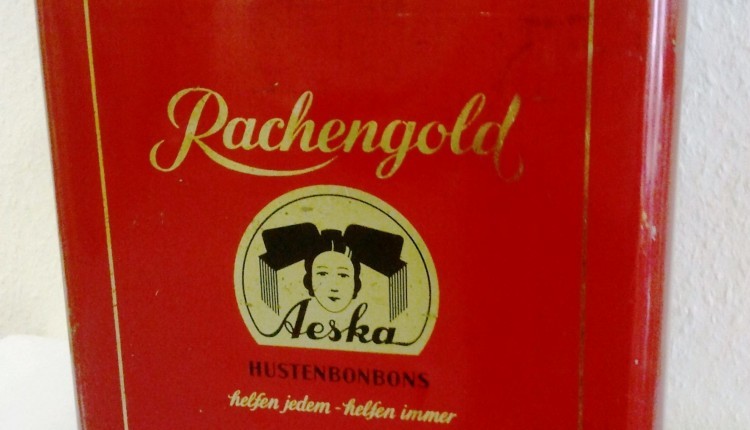 Rachengold
Aeska
HUSTENBONBONS
helfen jedem - helfen immer